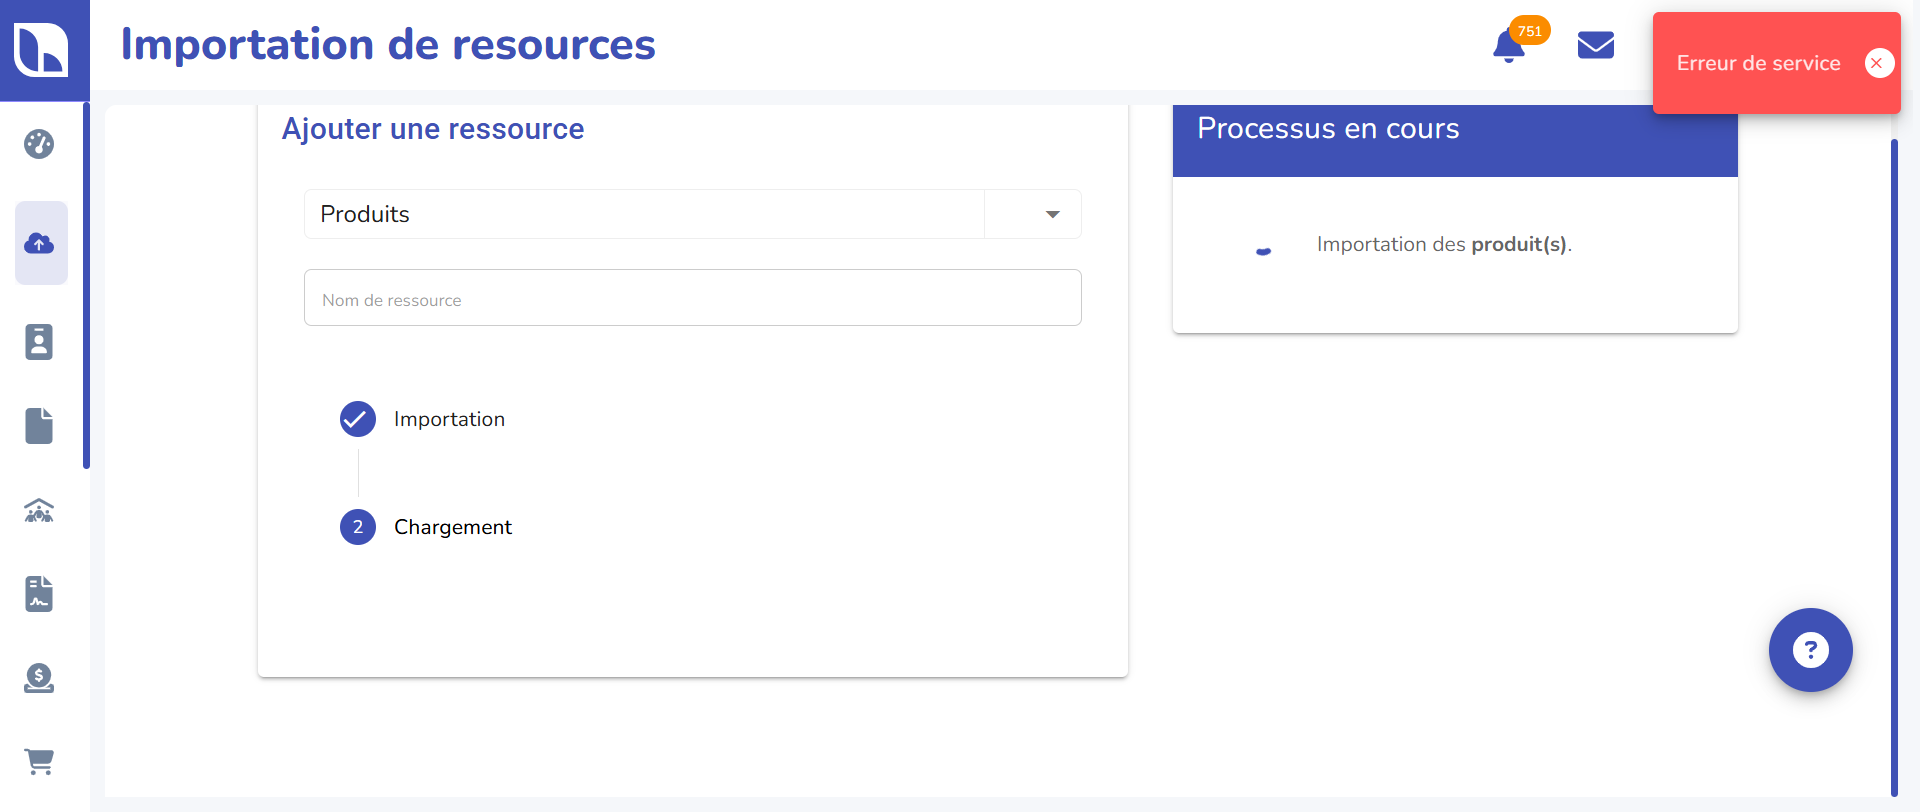 Importation de resources
751
Erreur de service
Ajouter une ressource
Produits
Nom de ressource
Importation
2
Chargement
Processus en cours
Importation des produit(s).
$
?